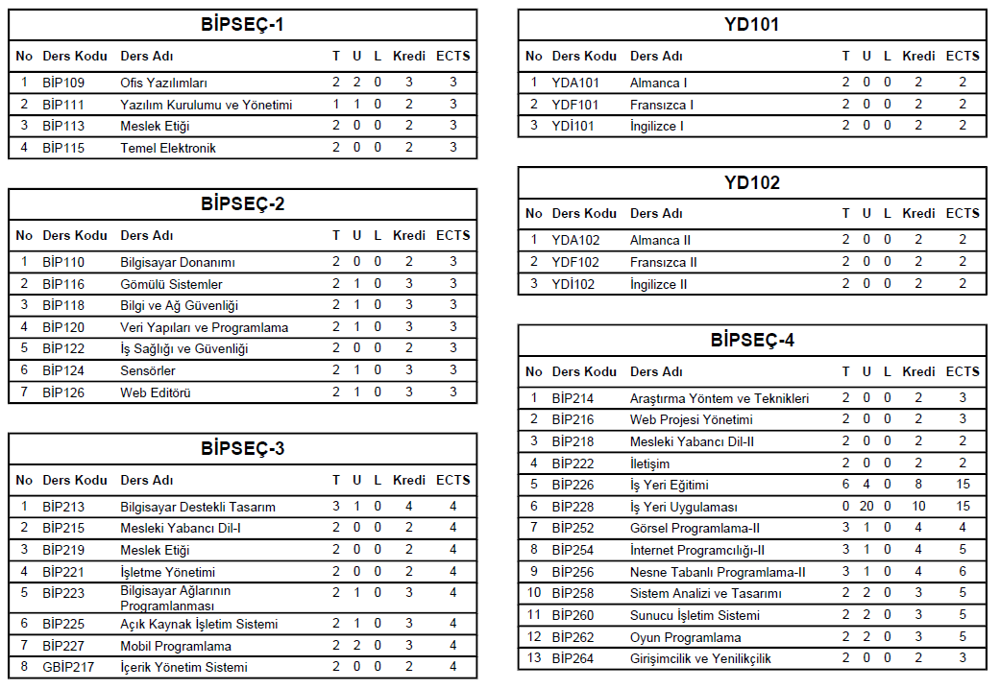 BİPSEÇ-1
No Ders Kodu Ders Adı T U L Kredi ECTS
1 BİP109 Ofis Yazılımları 2 2 0 3 3
2 BİP111 Yazılım Kurulumu ve Yönetimi 1 1 0 2 3
3 BİP113 Meslek Etiği 2 0 0 2 3
4 BİP115 Temel Elektronik 2 0 0 2 3
BİPSEÇ-2
No Ders Kodu Ders Adı T U L Kredi ECTS
1 BİP110 Bilgisayar Donanımı 2 0 0 2 3
2 BİP116 Gömülü Sistemler 2 1 0 3 3
3 BİP118 Bilgi ve Ağ Güvenliği 2 1 0 3 3
4 BİP120 Veri Yapıları ve Programlama 2 1 0 3 3
5 BİP122 İş Sağlığı ve Güvenliği 2 0 0 2 3
6 BİP124 Sensörler 2 1 0 3 3
7 BİP126 Web Editörü 2 1 0 3 3
BİPSEÇ-3
No Ders Kodu Ders Adı T U L Kredi ECTS
1 BİP213 Bilgisayar Destekli Tasarım 3 1 0 4 4
2 BİP215 Mesleki Yabancı Dil-I 2 0 0 2 4
3 BİP219 Meslek Etiği 2 0 0 2 4
4 BİP221 İşletme Yönetimi 2 0 0 2 4
5 BİP223 Bilgisayar Ağlarının 2 1 0 3 4
Programlanması
6 BİP225 Açık Kaynak İşletim Sistemi 2 1 0 3 4
7 BİP227 Mobil Programlama 2 2 0 3 4
8 GBİP217 İçerik Yönetim Sistemi 2 0 0 2 4
YD101
No Ders Kodu Ders Adı T U L Kredi ECTS
1 YDA101 Almanca I 2 0 0 2 2
2 YDF101 Fransızca I 2 0 0 2 2
3 YDİ101 İngilizce I 2 0 0 2 2
YD102
No Ders Kodu Ders Adı T U L Kredi ECTS
1 YDA102 Almanca II 2 0 0 2 2
2 YDF102 Fransızca II 2 0 0 2 2
3 YDİ102 İngilizce II 2 0 0 2 2
BİPSEÇ-4
No Ders Kodu Ders Adı T U L Kredi ECTS
1 BİP214 Araştırma Yöntem ve Teknikleri 2 0 0 2 3
2 BİP216 Web Projesi Yönetimi 2 0 0 2 3
3 BİP218 Mesleki Yabancı Dil-II 2 0 0 2 2
4 BİP222 İletişim 2 0 0 2 2
5 BİP226 İş Yeri Eğitimi 6 4 0 8 15
6 BİP228 İş Yeri Uygulaması 0 20 0 10 15
7 BİP252 Görsel Programlama-II 3 1 0 4 4
8 BİP254 İnternet Programcılığı-II 3 1 0 4 5
9 BİP256 Nesne Tabanlı Programlama-II 3 1 0 4 6
10 BİP258 Sistem Analizi ve Tasarımı 2 2 0 3 5
11 BİP260 Sunucu İşletim Sistemi 2 2 0 3 5
12 BİP262 Oyun Programlama 2 2 0 3 5
13 BİP264 Girişimcilik ve Yenilikçilik 2 0 0 2 3